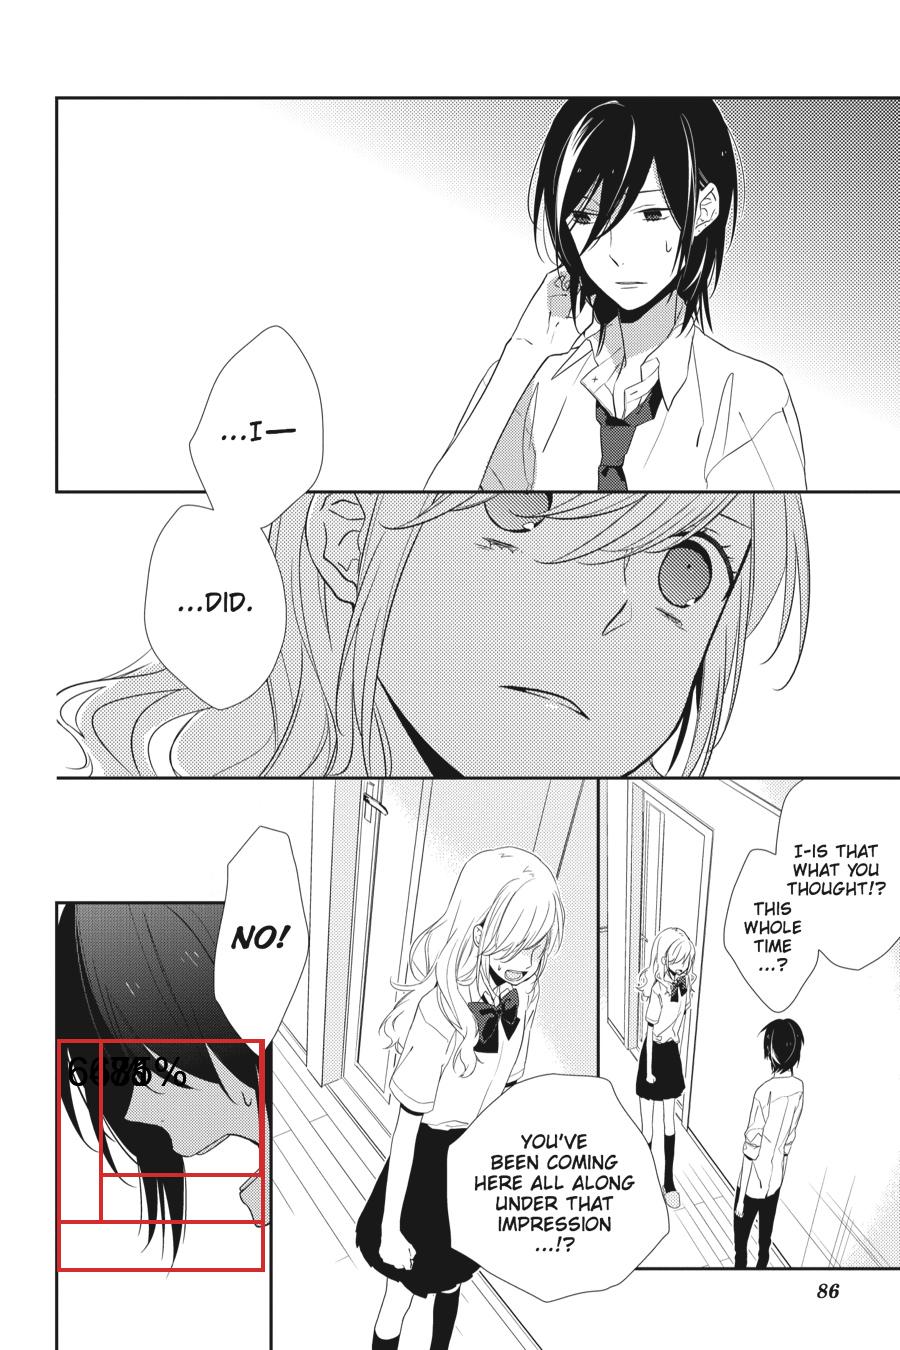 ...I—
...DID.
I-IS THAT
WHAT YOU
THOUGHT!?
THIS
WHOLE
TIME
...?
YOU'VE
BEEN COMING
HERE ALL ALONG
UNDER THAT
IMPRESSION
...!?
NO!
86